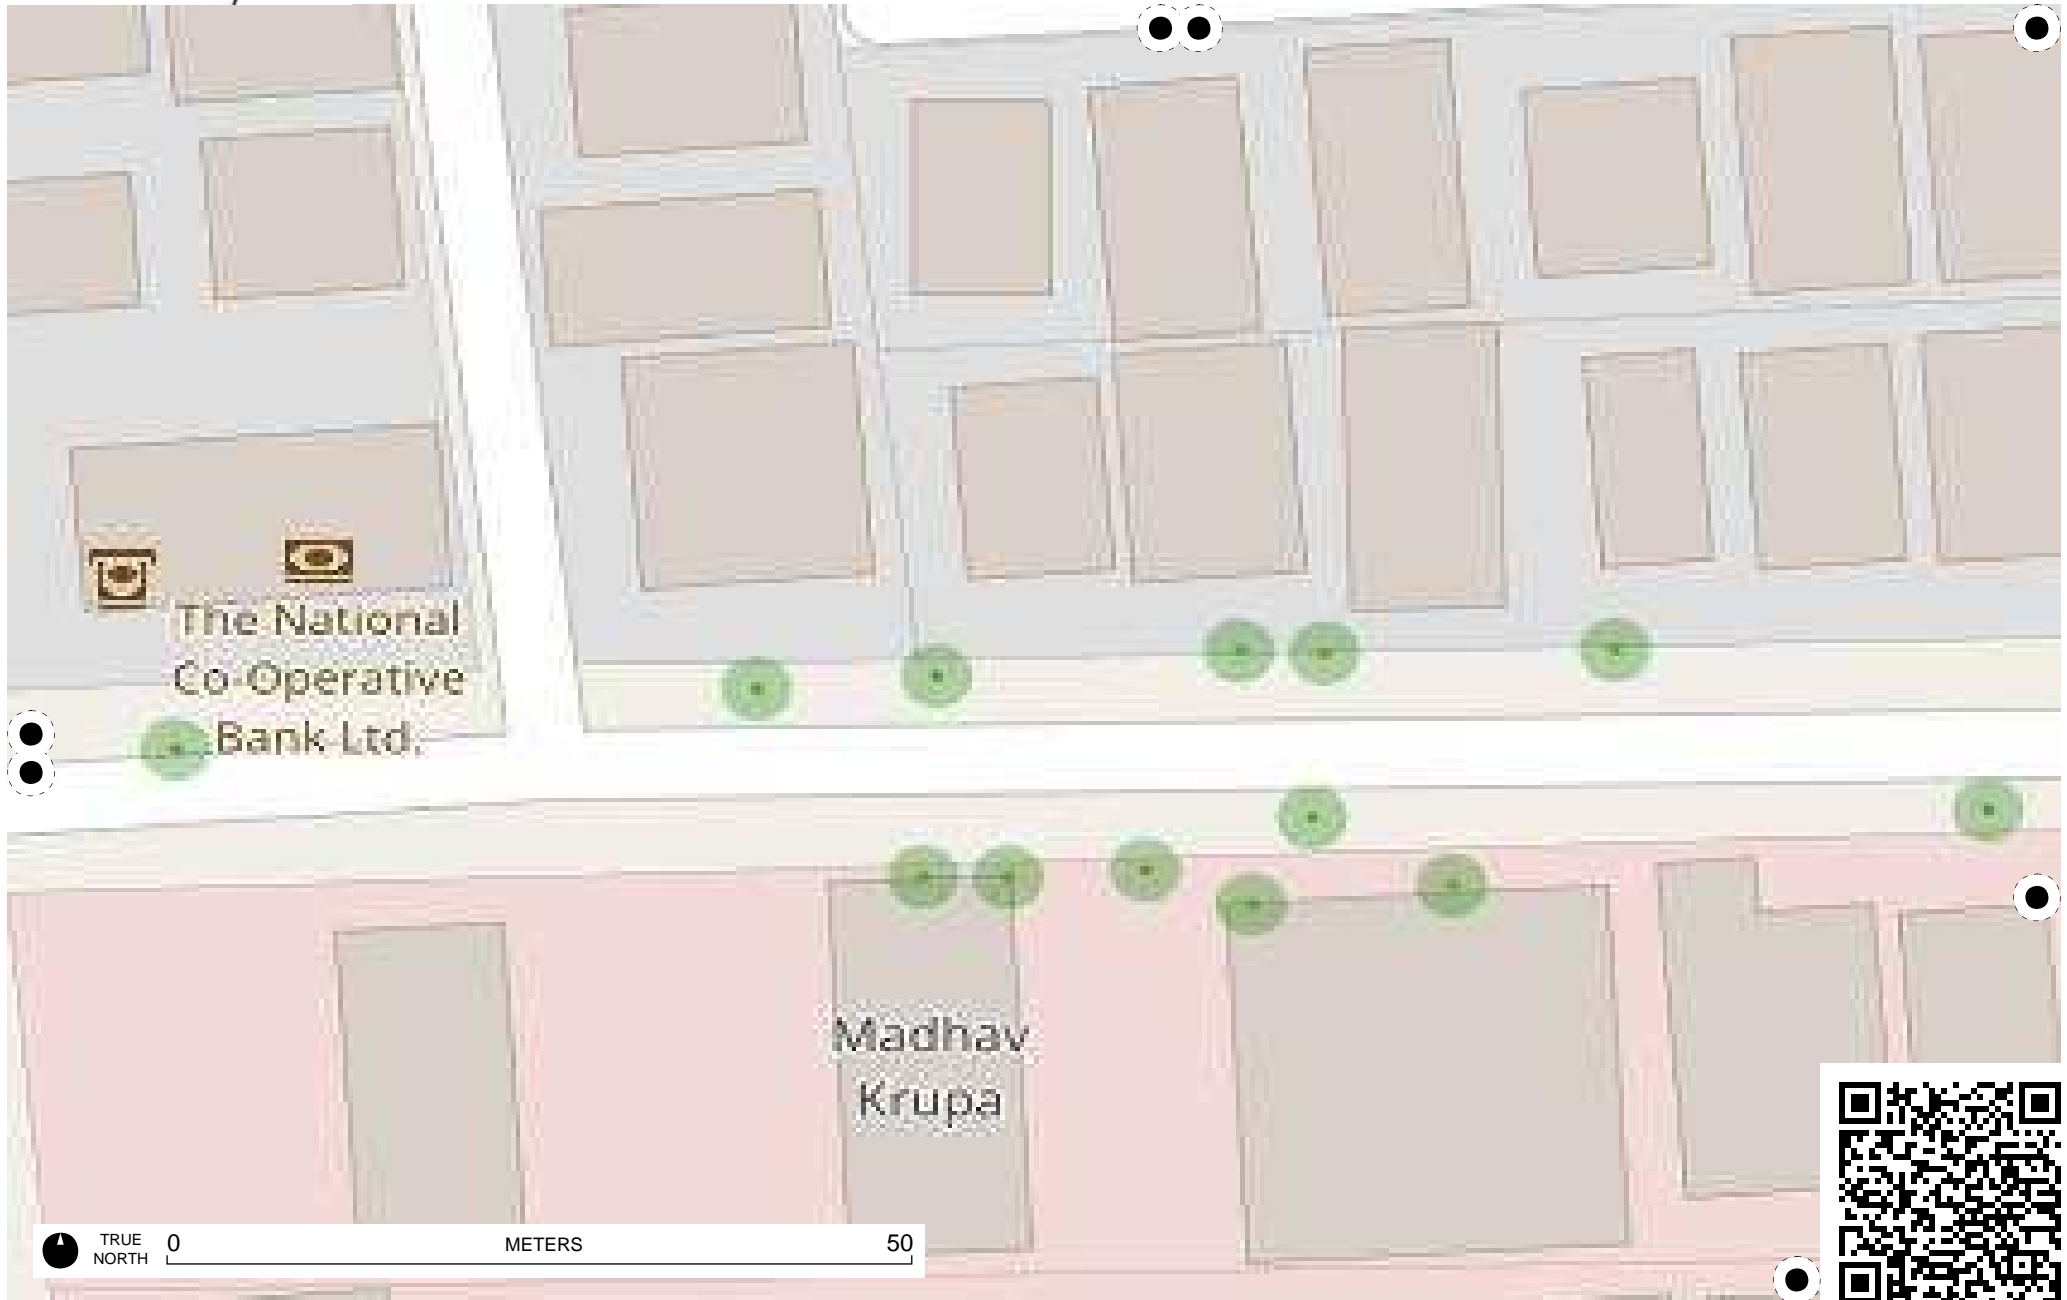 The National
Co-Operative
Bank Ltd.
Madhav
Krupa
TRUE
NORTH
0
METERS
50